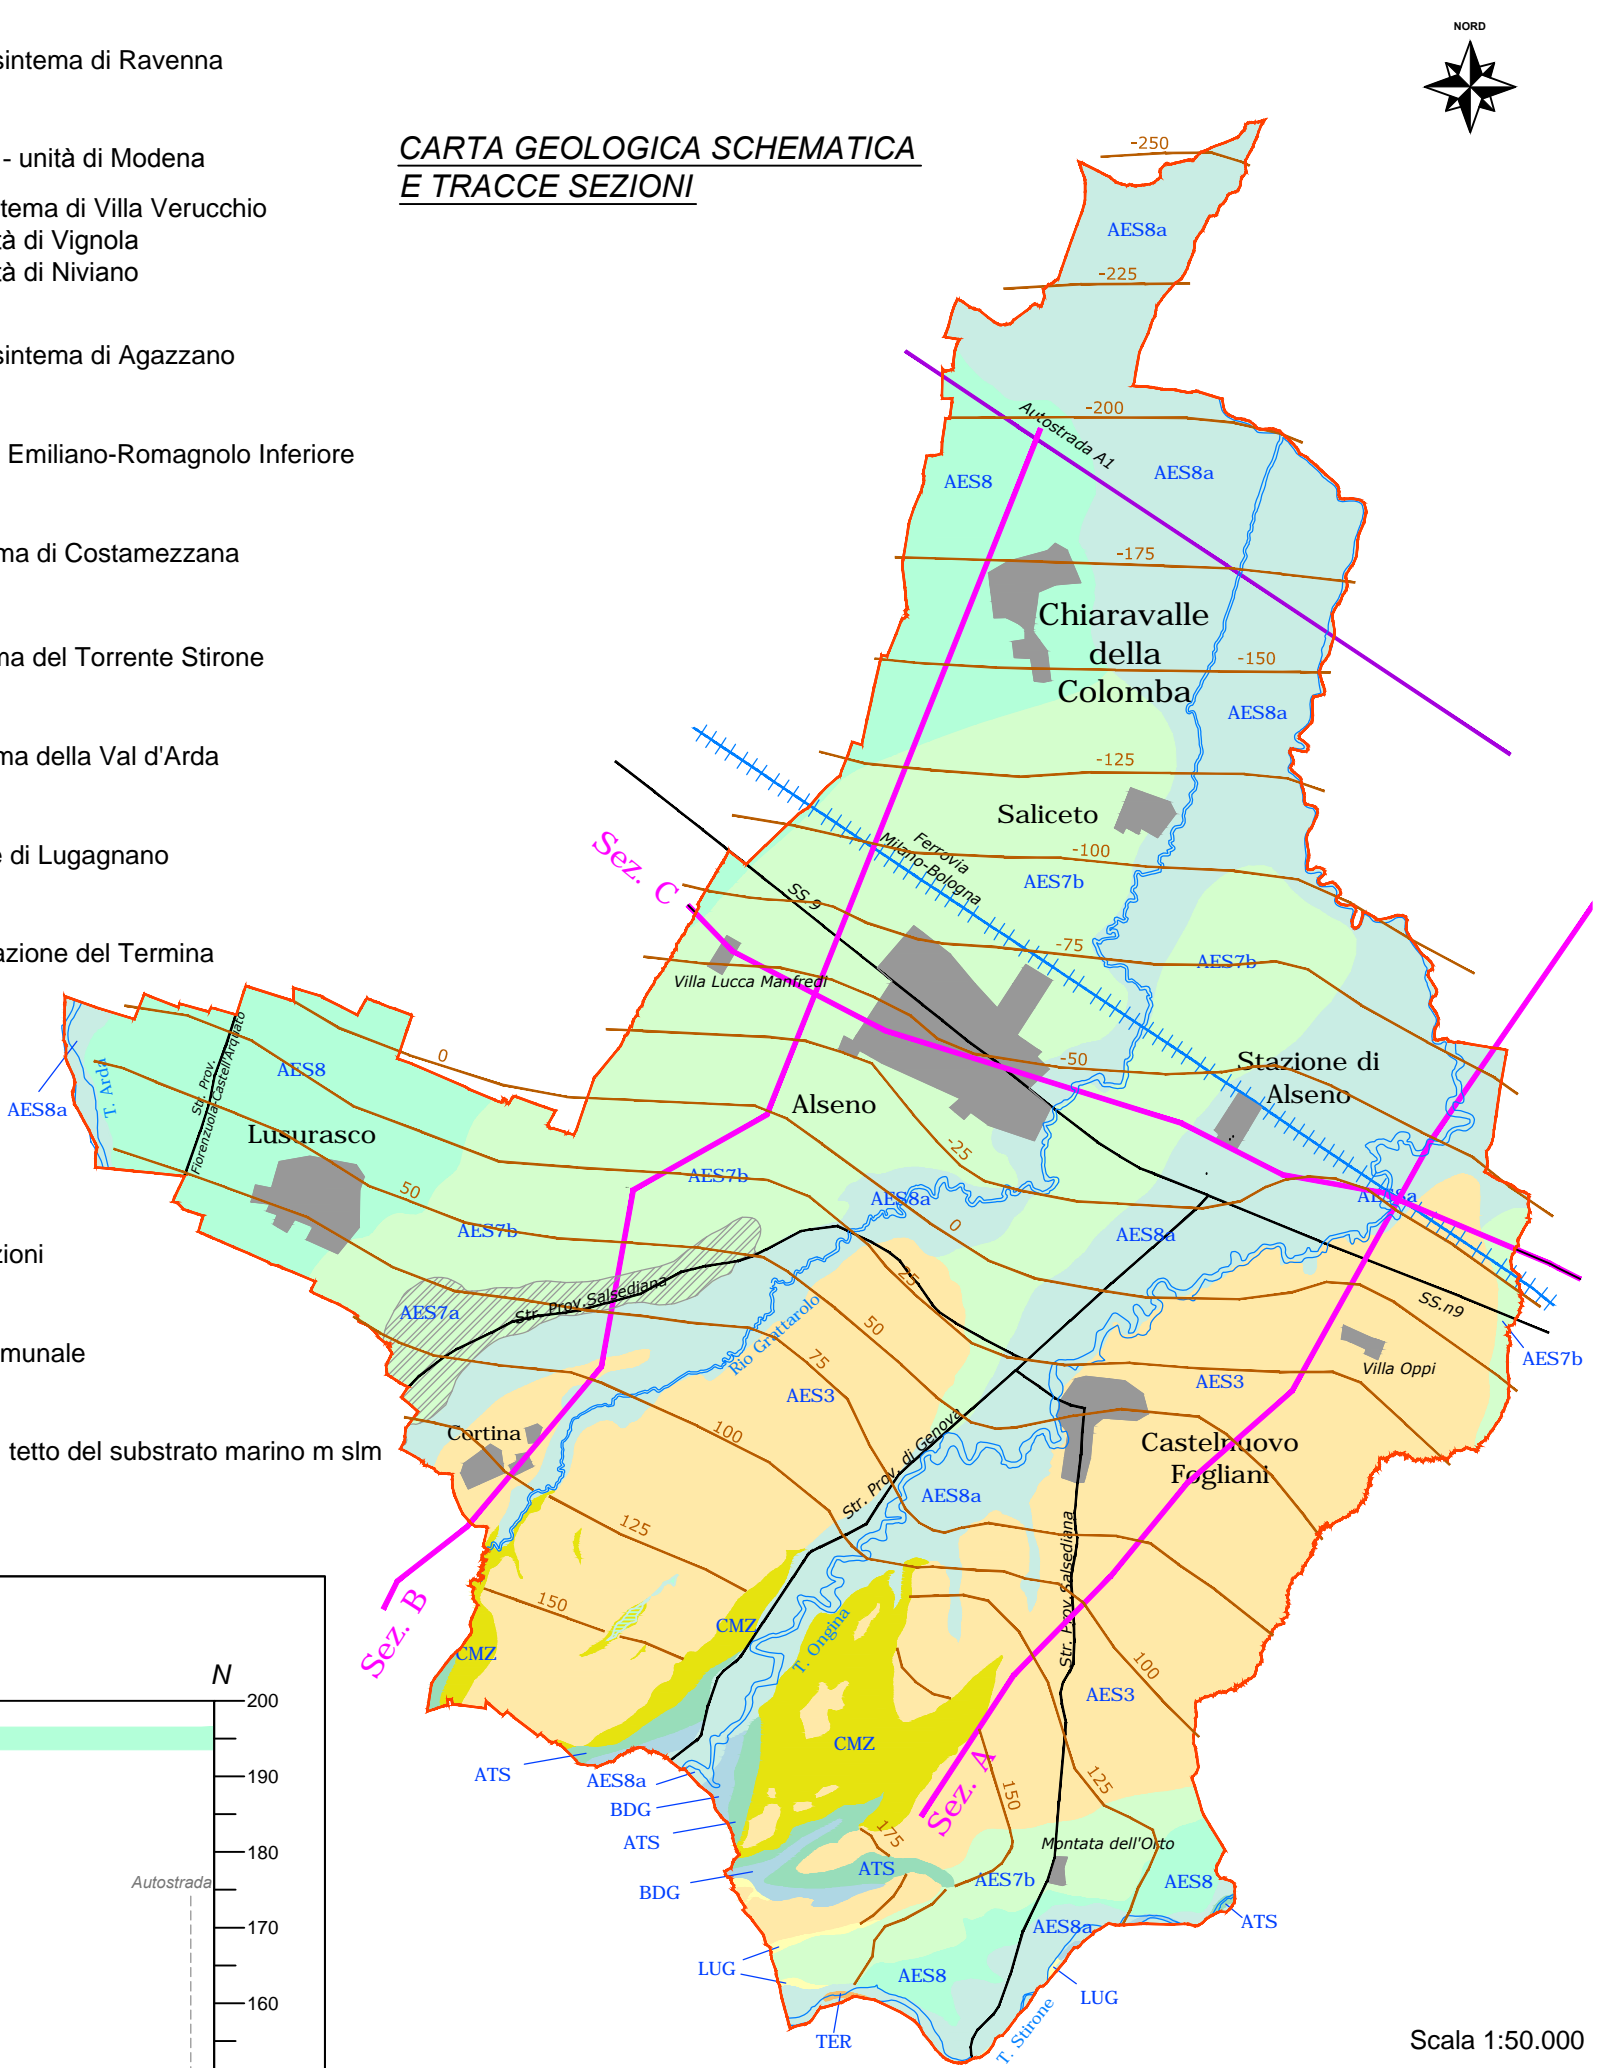 NORD
CARTA GEOLOGICA SCHEMATICA
E TRACCE SEZIONI
sintema di Ravenna
- unità di Modena
tema di Villa Verucchio
tà di Vignola
tà di Niviano
sintema di Agazzano
Emiliano-Romagnolo Inferiore
ma di Costamezzana
ma del Torrente Stirone
ma della Val d'Arda
e di Lugagnano
azione del Termina
zioni
munale
tetto del substrato marino m slm
-250
AES8a
-225
-200
Autostrada A1
AES8
AES8a
-175
Chiaravalle
della
Colomba
-150
AES8a
-125
Saliceto
Sez. C
Ferrovia
Milano-Bologna
-100
SS.9
AES7b
-75
AES7b
Villa Lucca Manfredi
0
-50
Stazione di
Alseno
T. Arda
Str. Prov.
Fiorenzuola-Castell'Arquato
AES8
AES8a
Alseno
Lusurasco
-25
50
AES7b
AES8a
AES8a
AES7b
0
AES8a
25
AES7a
Str. Prov.Salsediana
Rio Grattarolo
50
SS.n9
75
AES7b
Villa Oppi
AES3
AES3
100
Cortina
Str. Prov. di Genova
Castelnuovo
Fogliani
AES8a
125
Str. Prov. Salsediana
150
Sez. B
CMZ
CMZ
T. Ongina
100
AES3
CMZ
ATS
AES8a
BDG
ATS
Sez. A
150
125
175
Montata dell'Orto
ATS
AES7b
AES8
BDG
AES8a
ATS
LUG
AES8
LUG
TER
T. Stirone
N
200
190
180
Autostrada
170
160
Scala 1:50.000